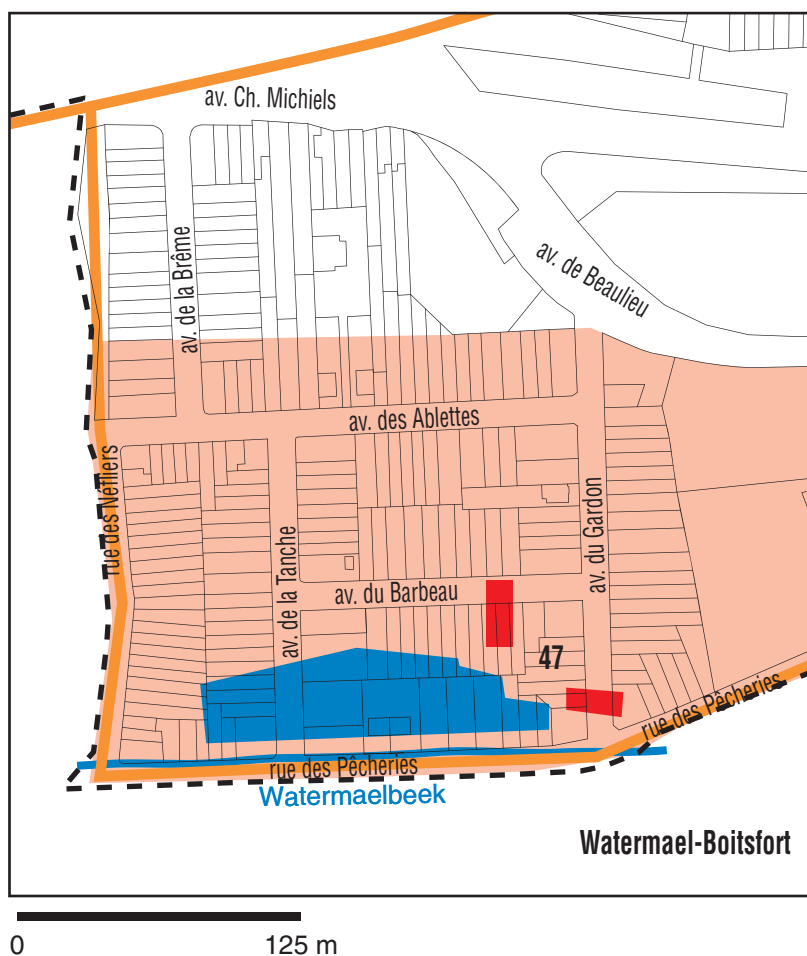 av. Ch. Michiels
av. de la Brême
av. de Beaulieu
av. des Ablettes
rue des Néfliers
av. de la Tanche
av. du Gardon
av. du Barbeau
47
rue des Pêcheries
rue des Pêcheries
Watermaelbeek
Watermael-Boitsfort
0 125 m